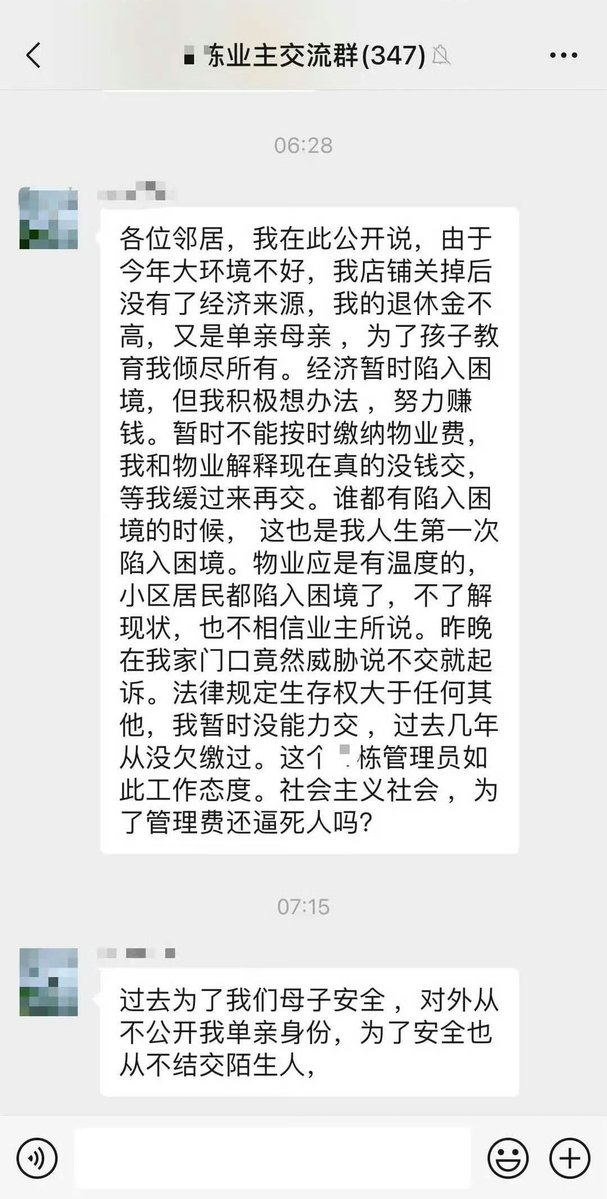 栋业主交流群(347)
06:28
各位邻居，我在此公开说，由于
今年大环境不好，我店铺关掉后
没有了经济来源，我的退休金不
高，又是单亲母亲，为了孩子教
育我倾尽所有。经济暂时陷入困
境，但我积极想办法，努力赚
钱。暂时不能按时缴纳物业费，
我和物业解释现在真的没钱交，
等我缓过来再交。谁都有陷入困
境的时候， 这也是我人生第一次
陷入困境。物业应是有温度的，
小区居民都陷入困境了，不了解
现状，也不相信业主所说。昨晚
在我家门口竟然威胁说不交就起
诉。法律规定生存权大于任何其
他，我暂时没能力交，过去几年
从没欠缴过。这个 栋管理员如
此工作态度。社会主义社会，为
了管理费还逼死人吗?
07:15
过去为了我们母子安全，对外从
不公开我单亲身份，为了安全也
从不结交陌生人，